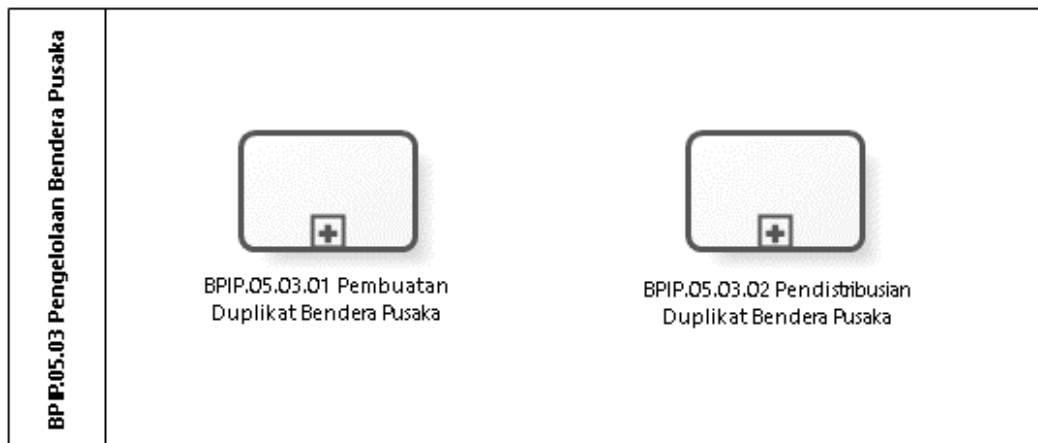 BPIP.05.03 Pengelolaan Bendera Pusaka
BPIP.05.03.01 Pembuatan
Duplikat Bendera Pusaka
BPIP.05.03.02 Pendistribusian
Duplikat Bendera Pusaka